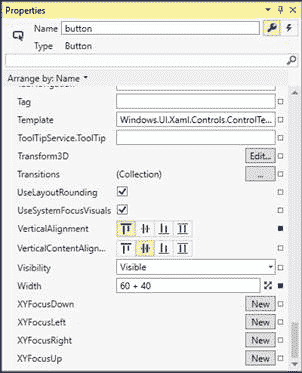 Properties
Name button
Type Button
Arrange by: Name
Tag
Template Windows.UI.Xaml.Controls.ControlTe...
ToolTipService.ToolTip
Transform3D Edit...
Transitions (Collection) ...
UseLayoutRounding
UseSystemFocusVisuals
VerticalAlignment
VerticalContentAlign...
Visibility Visible
Width 60 + 40
XYFocusDown New
XYFocusLeft New
XYFocusRight New
XYFocusUp New